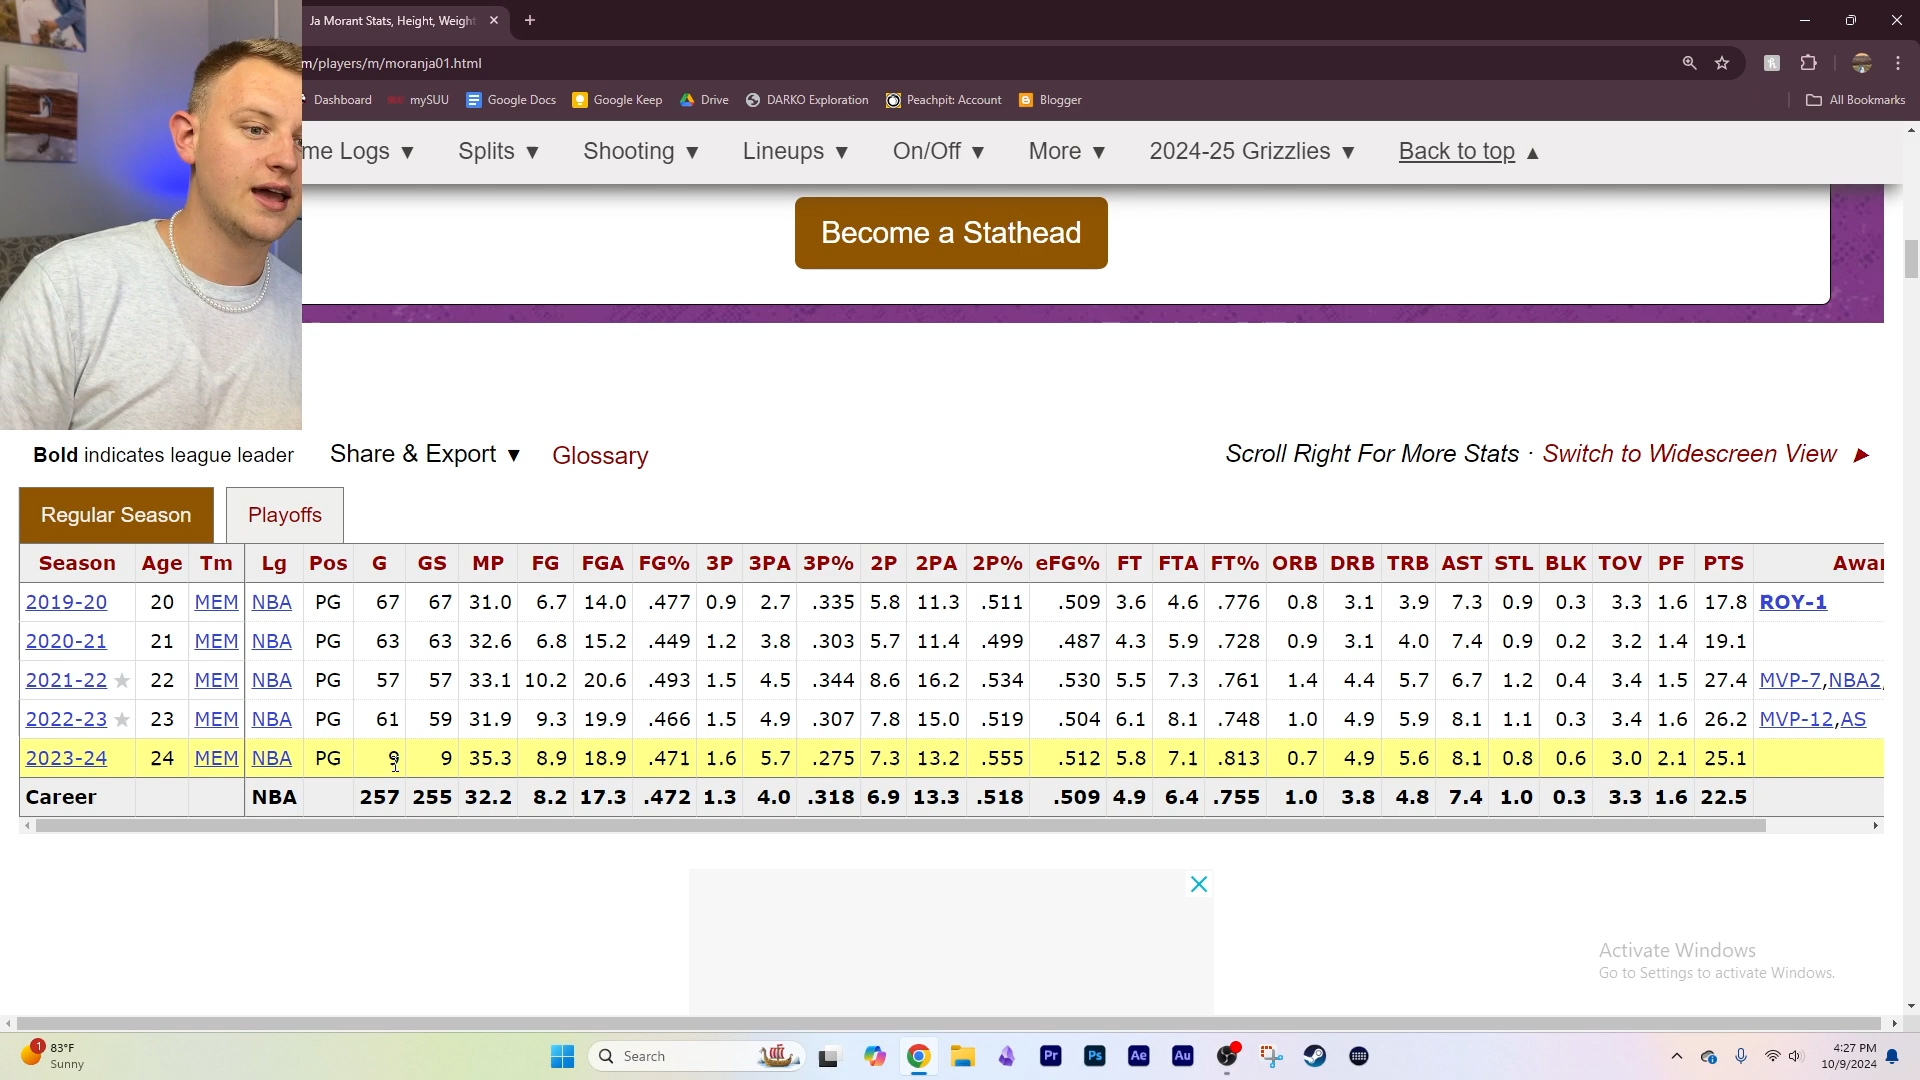 Ja Morant Stats, Height, Weight
m/players/m/moranja01.html
Dashboard mySUU Google Docs Google Keep Drive DARKO Exploration Peachpit: Account Blogger All Bookmarks
me Logs ▼ Splits ▼ Shooting ▼ Lineups ▼ On/Off ▼ More ▼ 2024-25 Grizzlies ▼ Back to top ▲
Become a Stathead
Bold indicates league leader Share & Export ▼ Glossary Scroll Right For More Stats · Switch to Widescreen View ►
Regular Season Playoffs
Season Age Tm Lg Pos G GS MP FG FGA FG% 3P 3PA 3P% 2P 2PA 2P% eFG% FT FTA FT% ORB DRB TRB AST STL BLK TOV PF PTS Awar
2019-20 20 MEM NBA PG 67 67 31.0 6.7 14.0 .477 0.9 2.7 .335 5.8 11.3 .511 .509 3.6 4.6 .776 0.8 3.1 3.9 7.3 0.9 0.3 3.3 1.6 17.8 ROY-1
2020-21 21 MEM NBA PG 63 63 32.6 6.8 15.2 .449 1.2 3.8 .303 5.7 11.4 .499 .487 4.3 5.9 .728 0.9 3.1 4.0 7.4 0.9 0.2 3.2 1.4 19.1
2021-22 ★ 22 MEM NBA PG 57 57 33.1 10.2 20.6 .493 1.5 4.5 .344 8.6 16.2 .534 .530 5.5 7.3 .761 1.4 4.4 5.7 6.7 1.2 0.4 3.4 1.5 27.4 MVP-7,NBA2,
2022-23 ★ 23 MEM NBA PG 61 59 31.9 9.3 19.9 .466 1.5 4.9 .307 7.8 15.0 .519 .504 6.1 8.1 .748 1.0 4.9 5.9 8.1 1.1 0.3 3.4 1.6 26.2 MVP-12,AS
2023-24 24 MEM NBA PG 9 9 35.3 8.9 18.9 .471 1.6 5.7 .275 7.3 13.2 .555 .512 5.8 7.1 .813 0.7 4.9 5.6 8.1 0.8 0.6 3.0 2.1 25.1
Career NBA 257 255 32.2 8.2 17.3 .472 1.3 4.0 .318 6.9 13.3 .518 .509 4.9 6.4 .755 1.0 3.8 4.8 7.4 1.0 0.3 3.3 1.6 22.5
Activate Windows
Go to Settings to activate Windows.
1
83°F
Sunny
Search
Pr Ps Ae Au
4:27 PM
10/9/2024